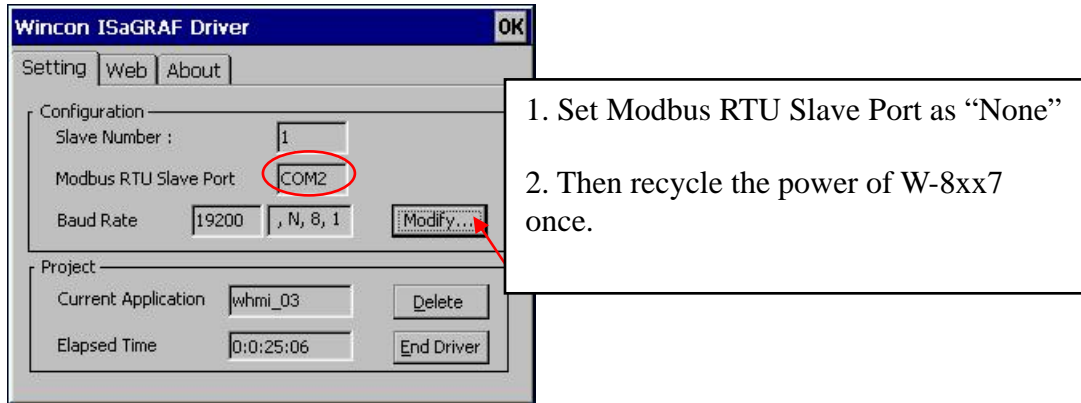 Wincon ISaGRAF Driver OK
Setting Web About
Configuration
Slave Number : 1
Modbus RTU Slave Port COM2
Baud Rate 19200 , N, 8, 1 Modify...
Project
Current Application whmi_03 Delete
Elapsed Time 0:0:25:06 End Driver
1. Set Modbus RTU Slave Port as “None”
2. Then recycle the power of W-8xx7
once.